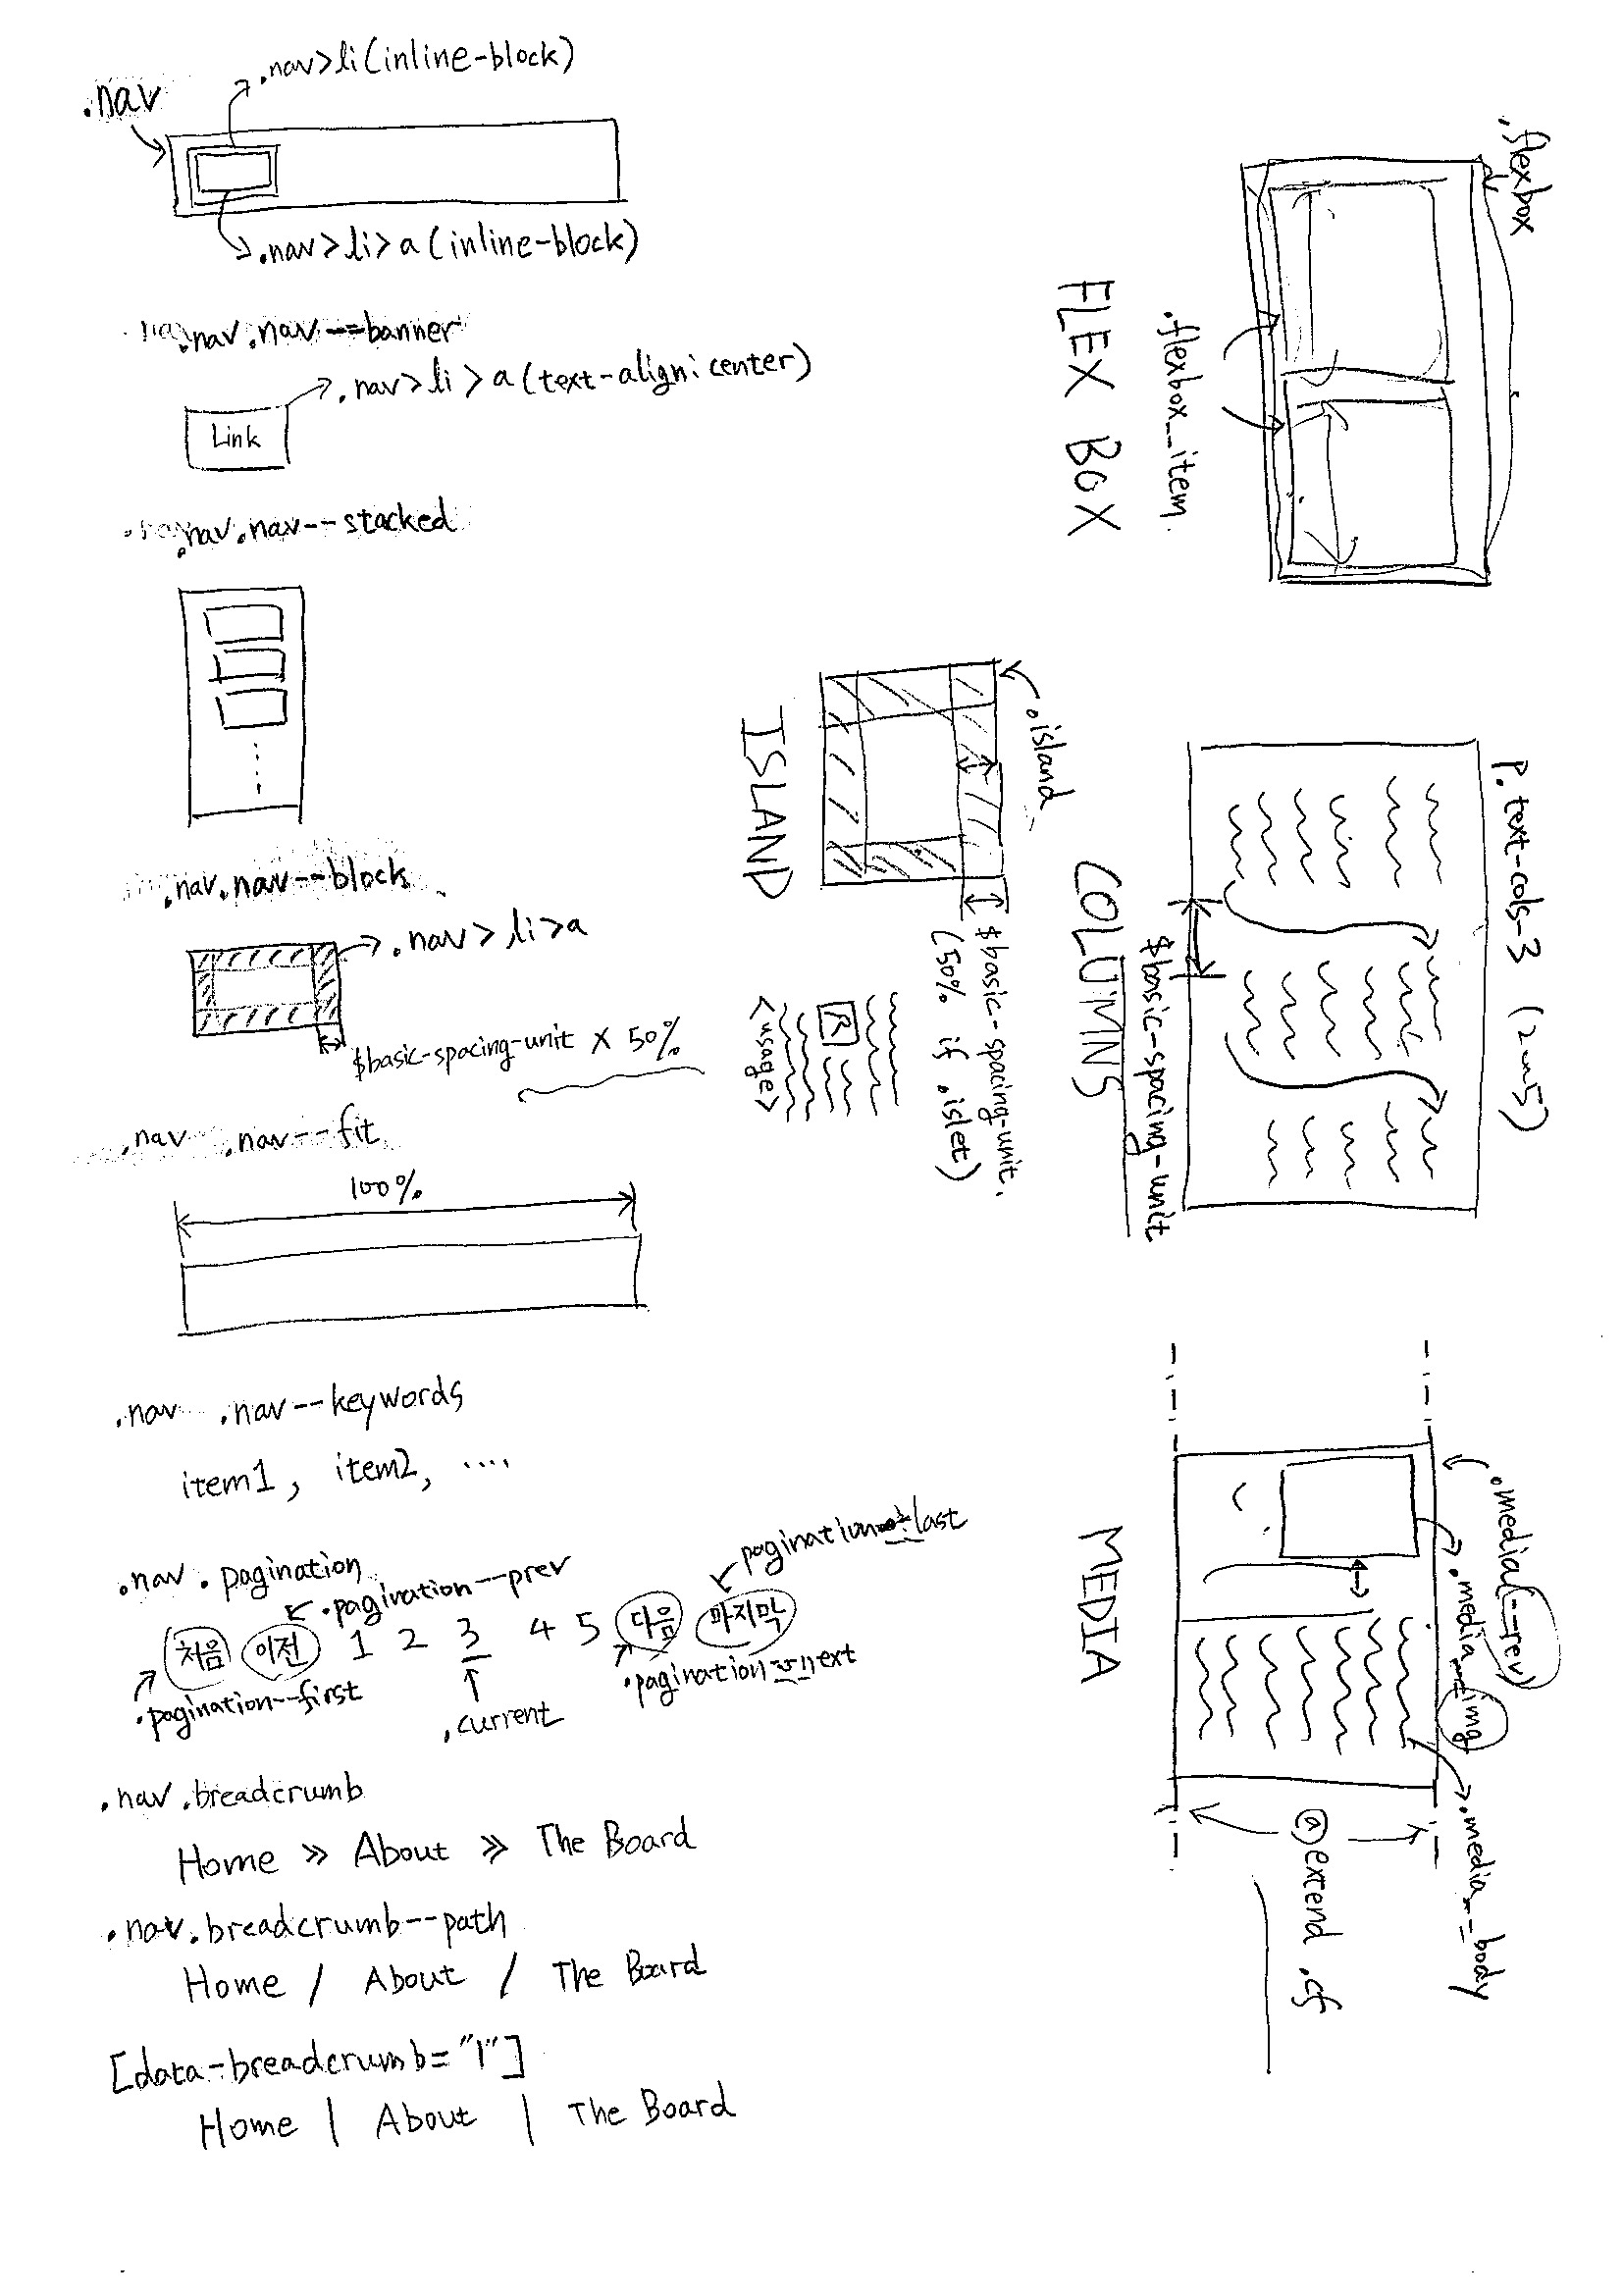 .nav
.nav>li(inline-block)
.nav>li>a(inline-block)
.nav.nav--banner
.nav>li>a(text-align:center)
Link
.nav.nav--stacked
.nav.nav--block
.nav>li>a
$basic-spacing-unit × 50%
.nav .nav--fit
100%
.nav .nav--keywords
item1, item2, ....
.nav.pagination
.pagination--prev
pagination--last
처음 이전 1 2 3 4 5 다음 마지막
.pagination--first
.current
.pagination--next
.nav.breadcrumb
Home » About » The Board
.nav.breadcrumb--path
Home / About / The Board
[data-breadcrumb="|"]
Home | About | The Board
.flexbox
.flexbox__item
FLEX BOX
.island
$basic-spacing-unit.
(50% if .islet)
ISLAND
R
<usage>
p.text-cols-3 (2~5)
$basic-spacing-unit
COLUMNS
.media(--rev)
.media__img
.media__body
@extend .cf
MEDIA